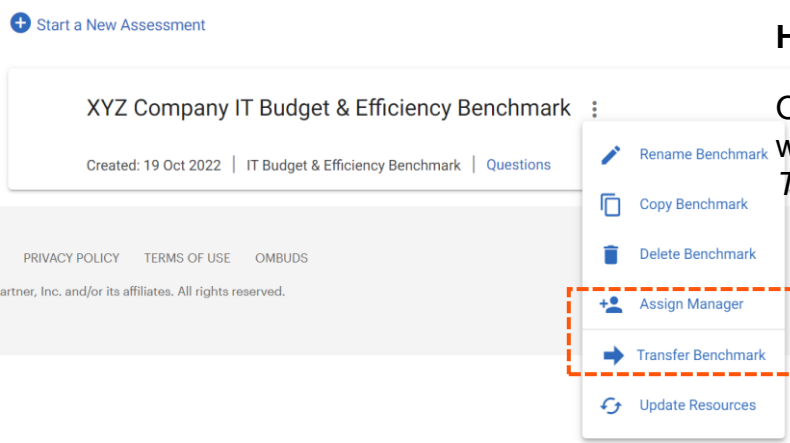 Start a New Assessment
XYZ Company IT Budget & Efficiency Benchmark
Created: 19 Oct 2022 | IT Budget & Efficiency Benchmark | Questions
Rename Benchmark
Copy Benchmark
Delete Benchmark
Assign Manager
Transfer Benchmark
Update Resources
PRIVACY POLICY TERMS OF USE OMBUDS
artner, Inc. and/or its affiliates. All rights reserved.